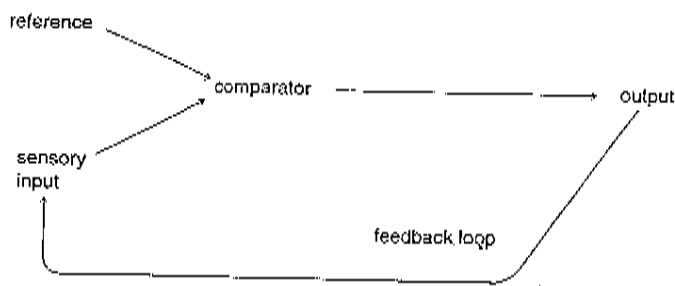 reference
comparator
output
sensory
input
feedback loop